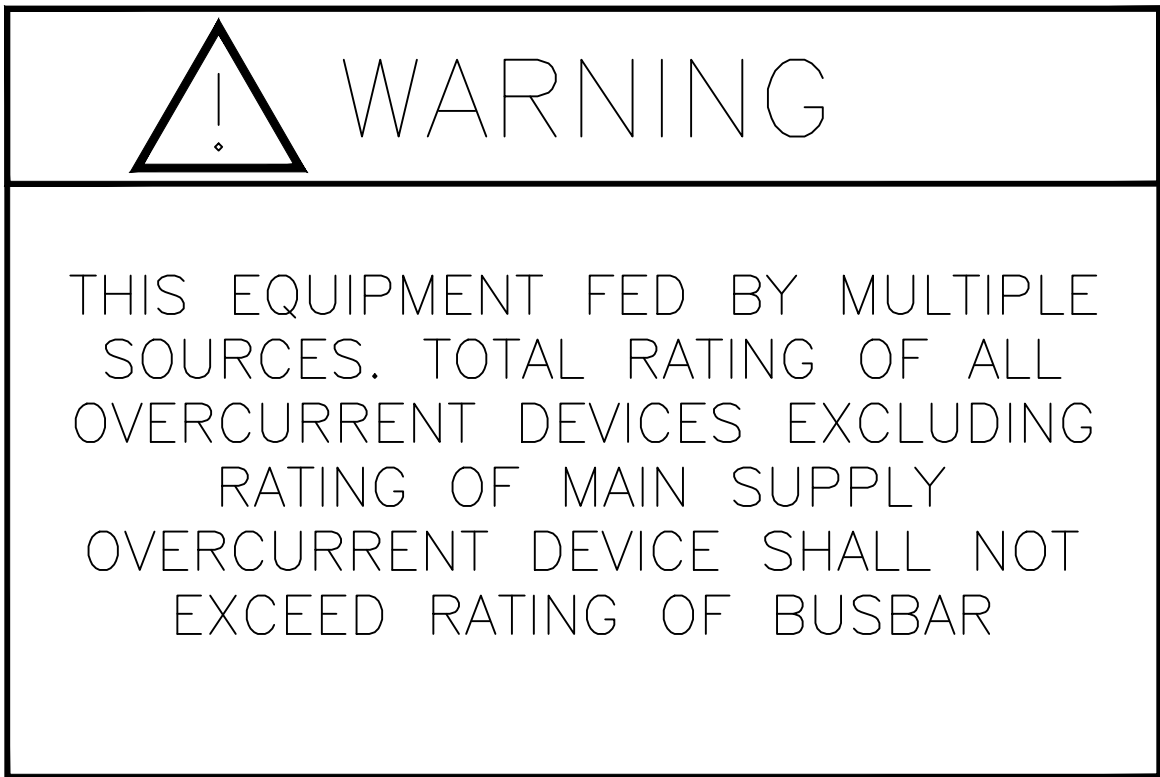 WARNING
THIS EQUIPMENT FED BY MULTIPLE
SOURCES. TOTAL RATING OF ALL
OVERCURRENT DEVICES EXCLUDING
RATING OF MAIN SUPPLY
OVERCURRENT DEVICE SHALL NOT
EXCEED RATING OF BUSBAR